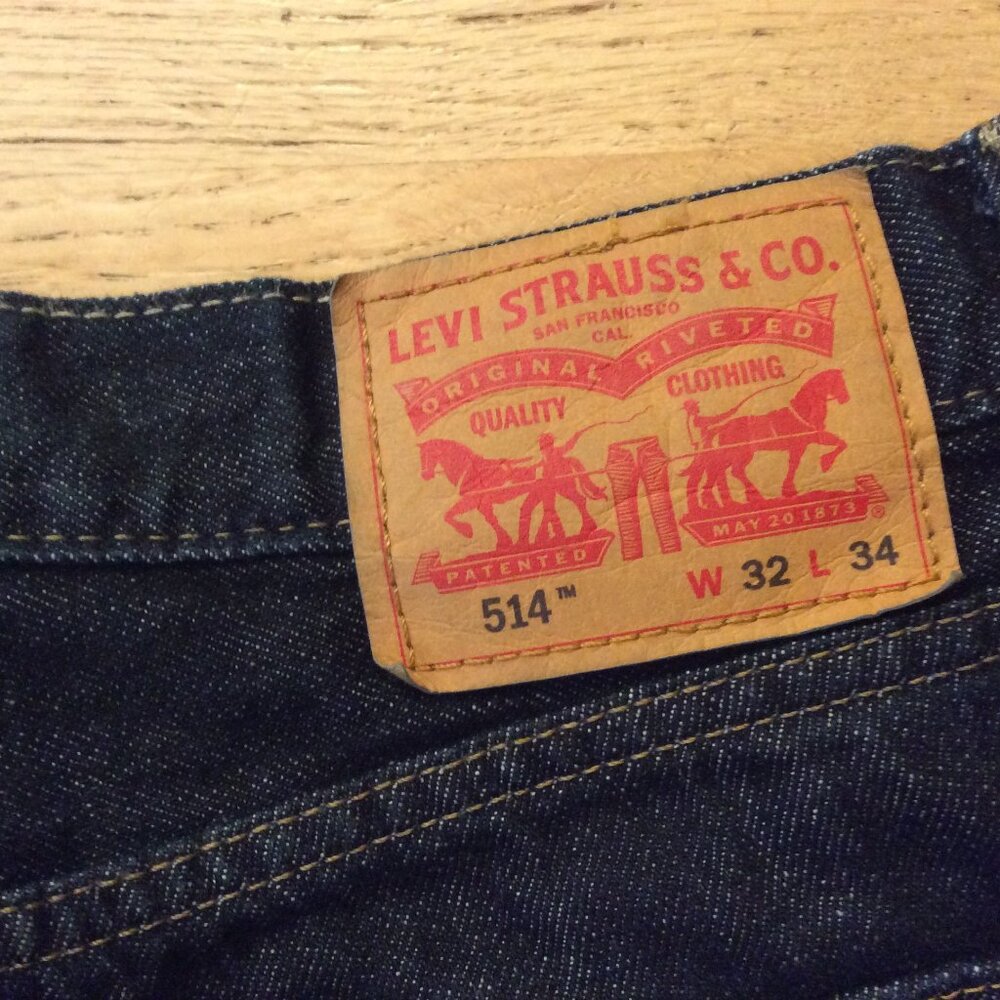 LEVI STRAUSS & CO.
SAN FRANCISCO
CAL.
ORIGINAL RIVETED
QUALITY CLOTHING
PATENTED MAY 20 1873 ®
514™ W 32 L 34